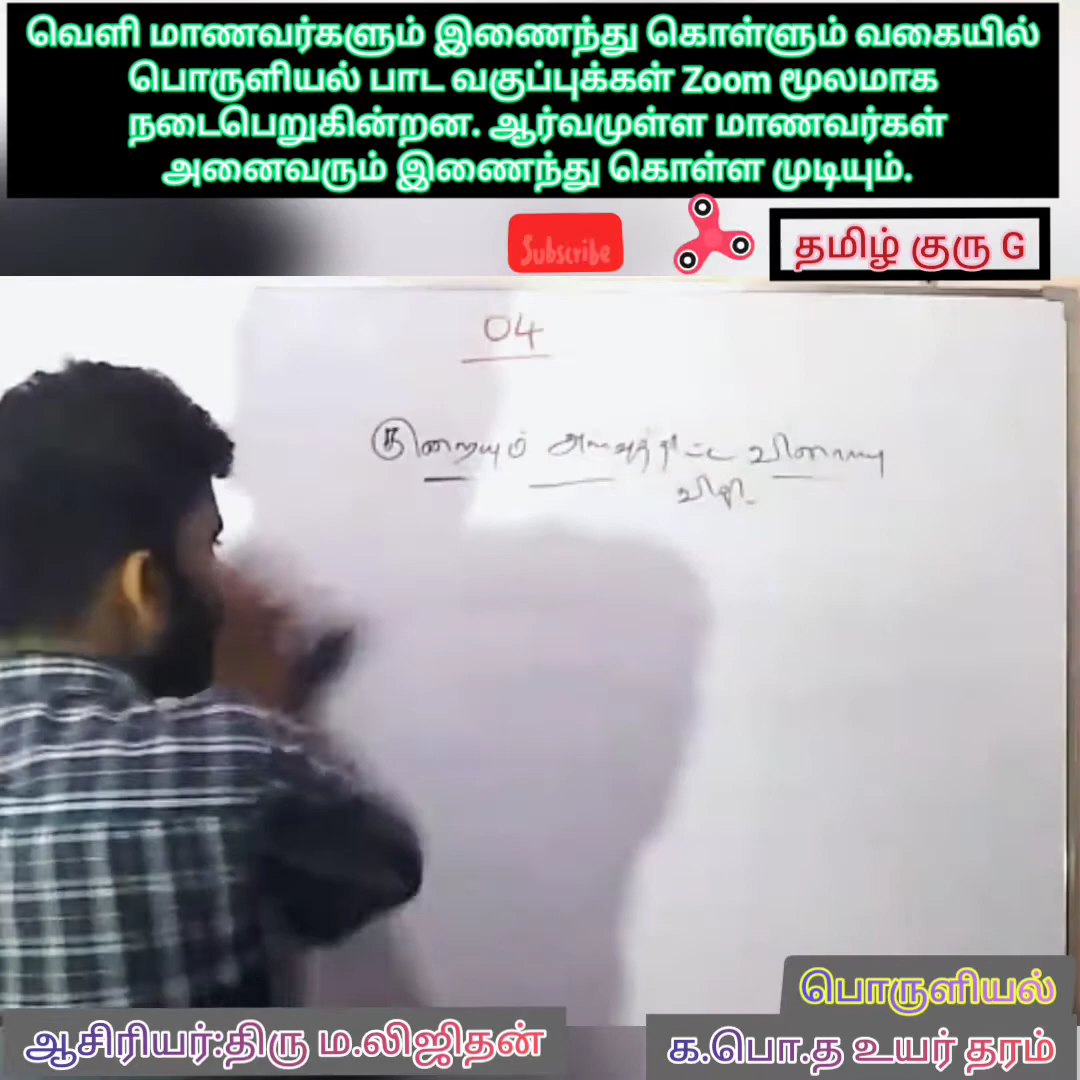 வெளி மாணவர்களும் இணைந்து கொள்ளும் வகையில்
பொருளியல் பாட வகுப்புக்கள் Zoom மூலமாக
நடைபெறுகின்றன. ஆர்வமுள்ள மாணவர்கள்
அனைவரும் இணைந்து கொள்ள முடியும்.
Subscribe
தமிழ் குரு G
04
விதி
பொருளியல்
ஆசிரியர்:திரு ம.லிஜிதன்
க.பொ.த உயர் தரம்